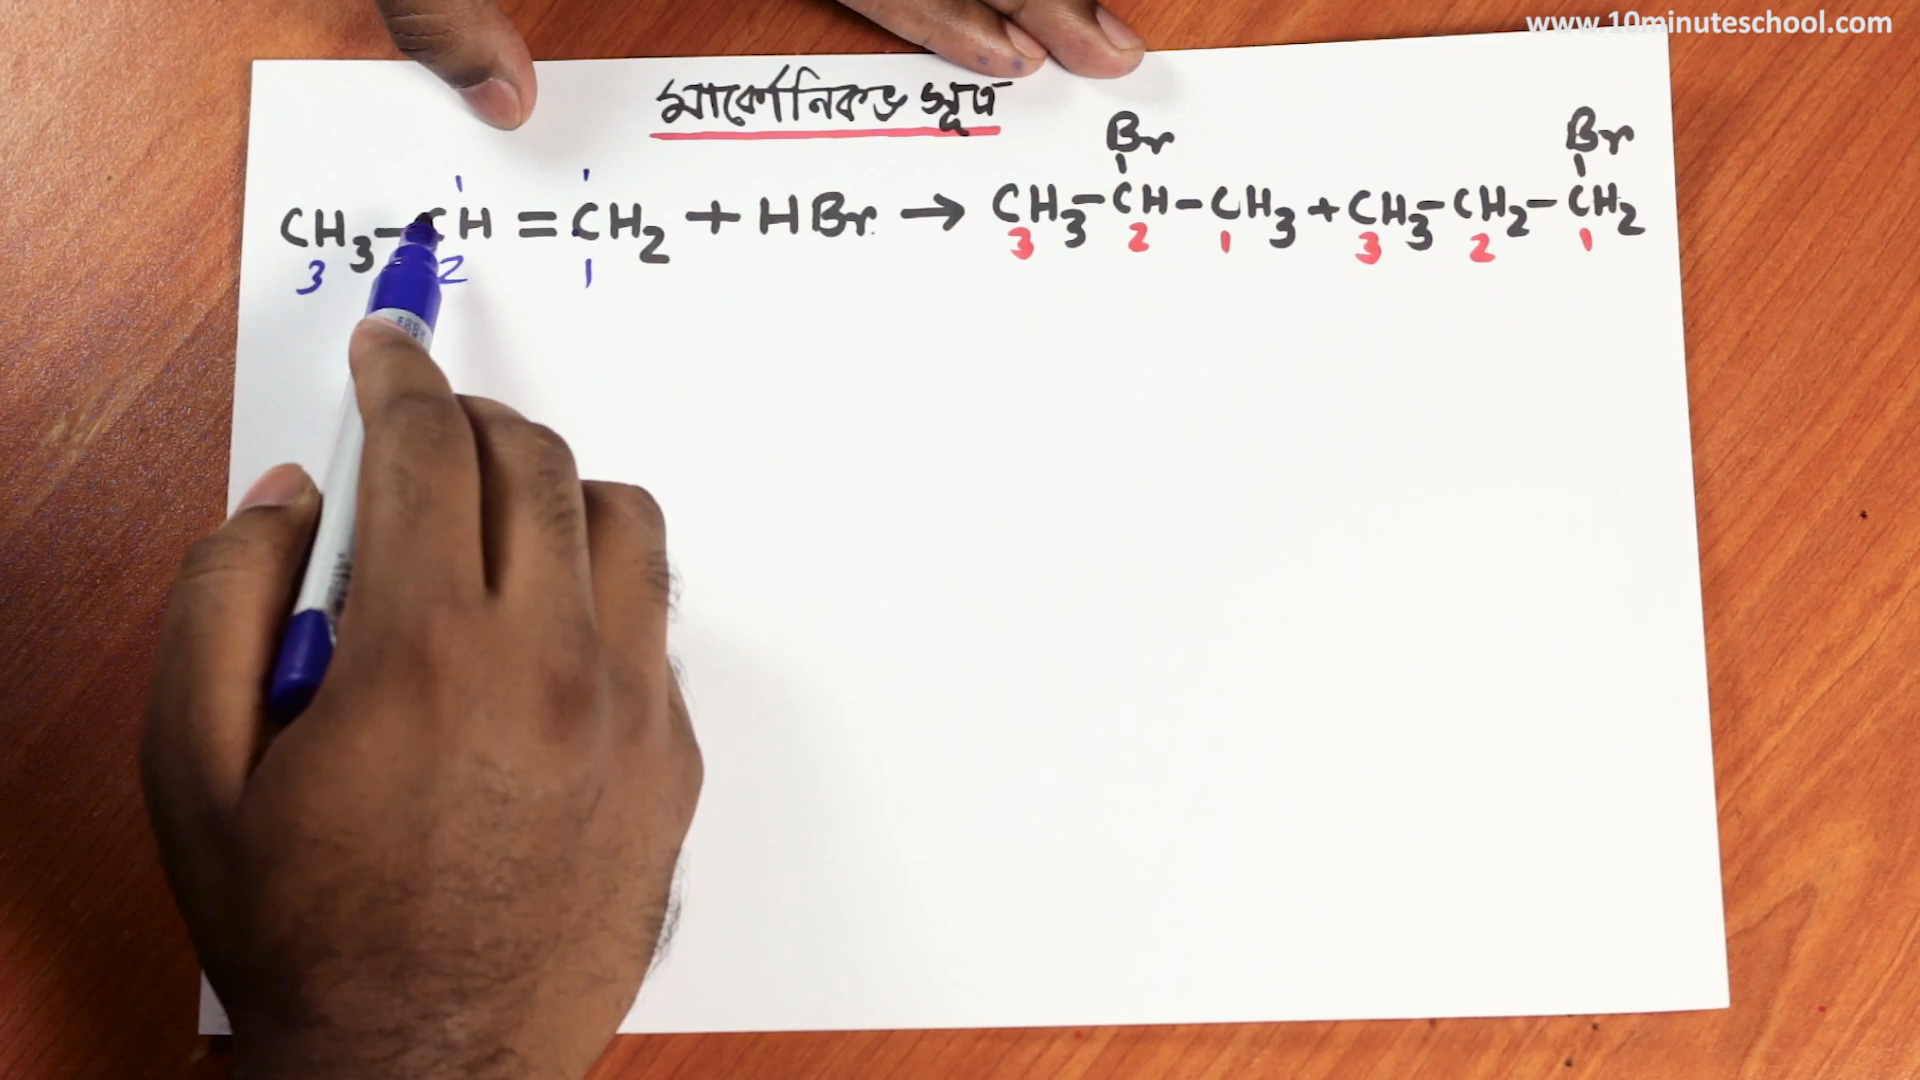 www.10minuteschool.com
মার্কোনিকভ সূত্র
Br Br
CH3-CH=CH2+HBr→CH3-CH-CH3+CH3-CH2-CH2
3 2 1 3 2 1 3 2 1